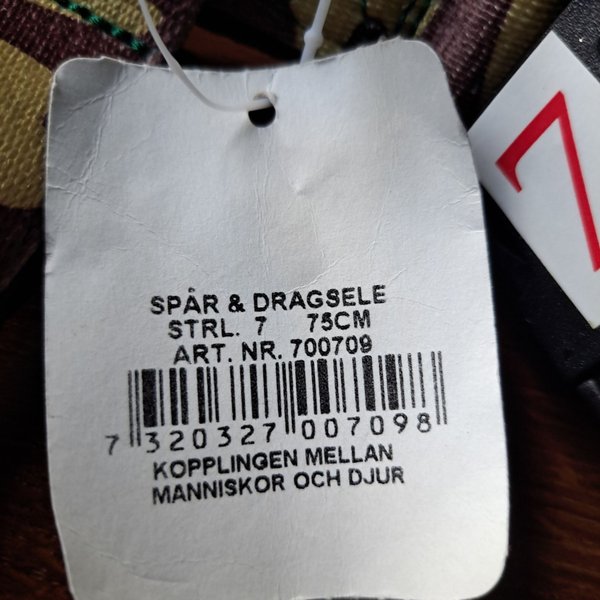 SPÅR & DRAGSELE
STRL. 7 75CM
ART. NR. 700709
7 320327 007098
KOPPLINGEN MELLAN
MANNISKOR OCH DJUR
7